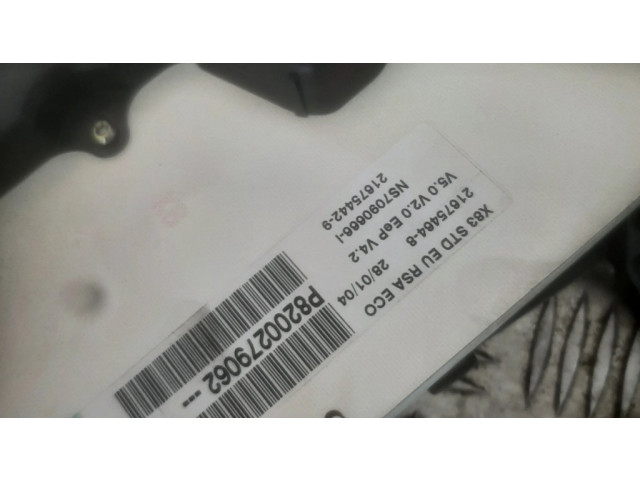 X83 STD EU RSA ECO
21675464-8 28/01/04
V5.0 V2.0 EeP V4.2
NS7090666-I
21675442-9
P8200279062 ---